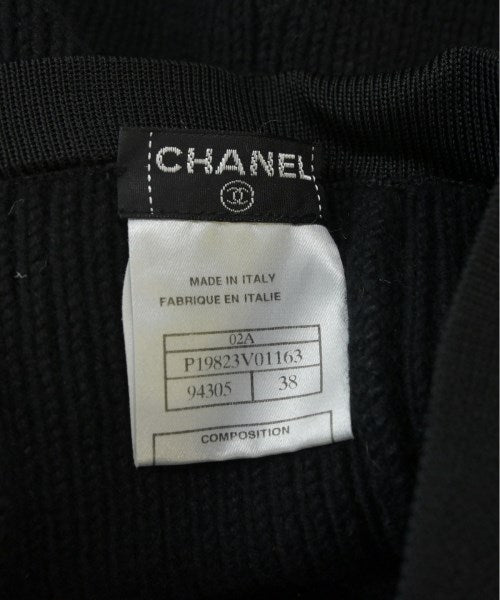 CHANEL
MADE IN ITALY
FABRIQUE EN ITALIE
02A
P19823V01163
94305 38
COMPOSITION